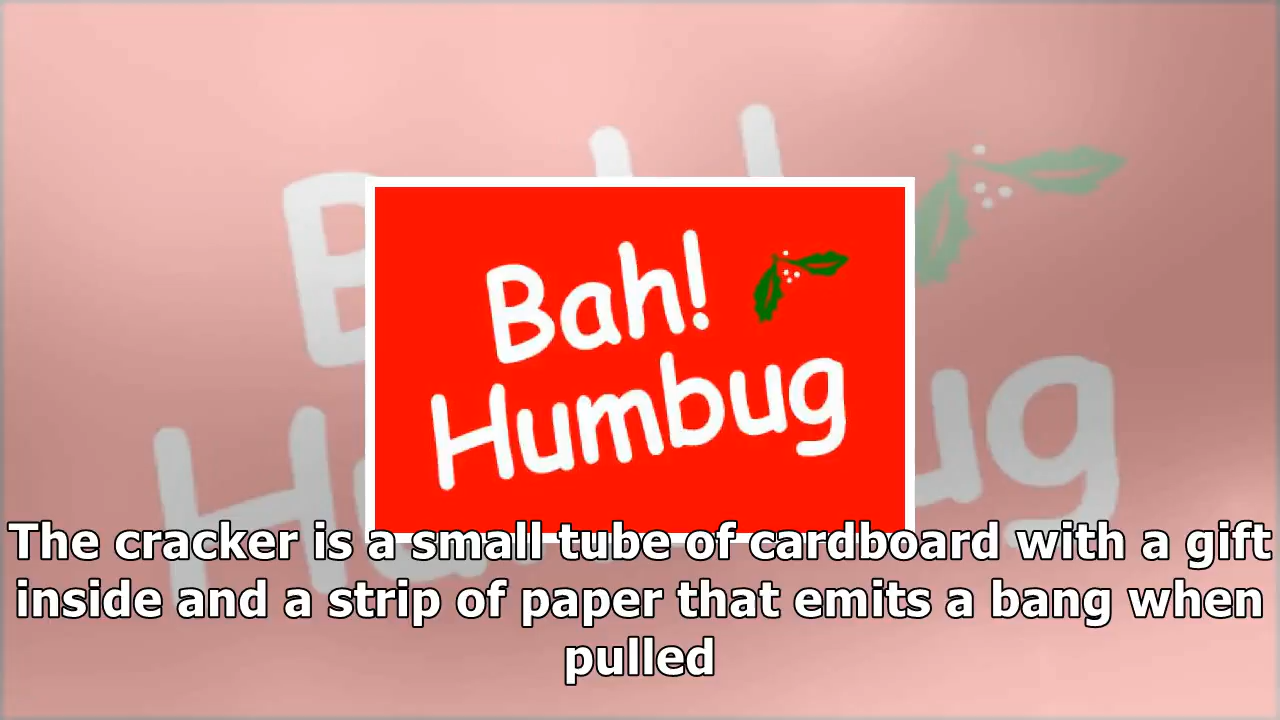 Bah!
Humbug
The cracker is a small tube of cardboard with a gift
inside and a strip of paper that emits a bang when
pulled